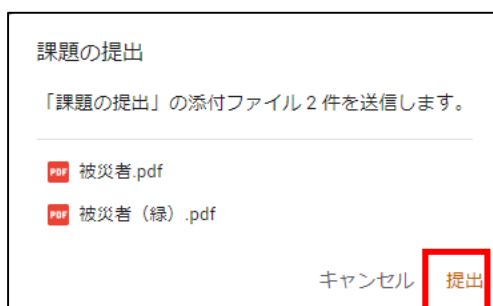 課題の提出
「課題の提出」の添付ファイル2件を送信します。
PDF 被災者.pdf
PDF 被災者（緑）.pdf
キャンセル 提出